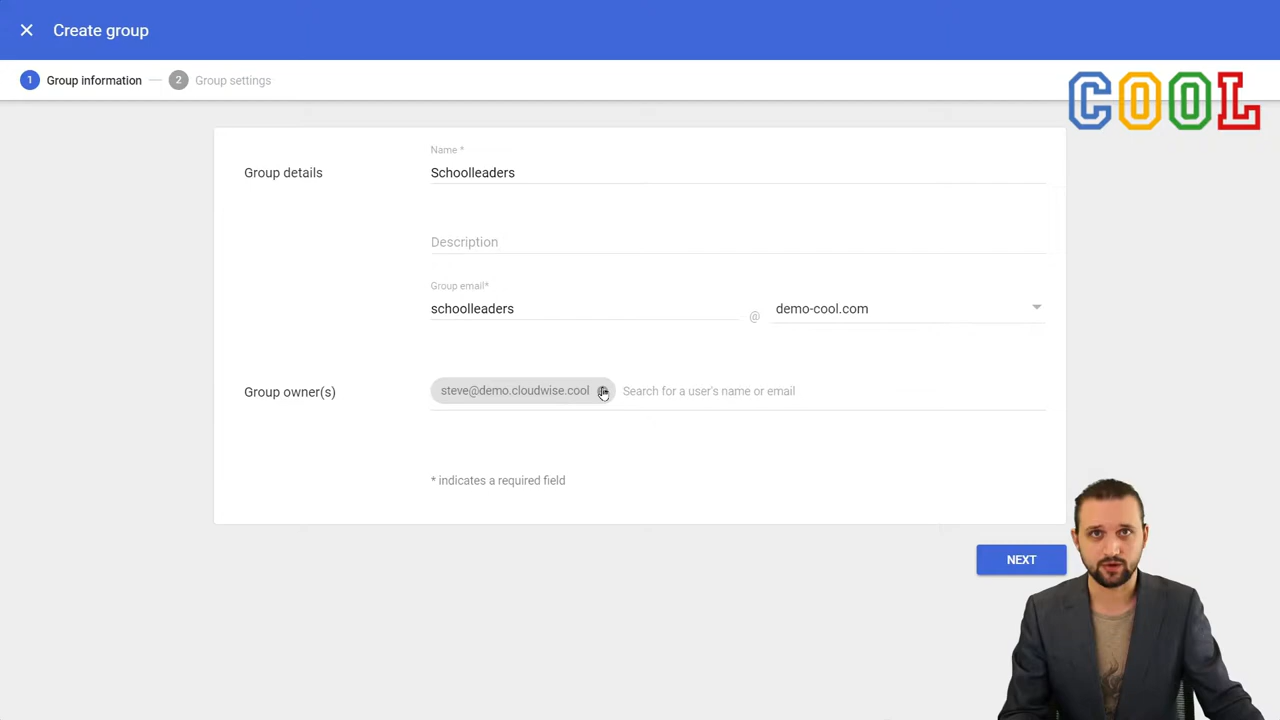 Create group
1 Group information 2 Group settings
COOL
Name *
Group details Schoolleaders
Description
Group email*
schoolleaders @ demo-cool.com
Group owner(s) steve@demo.cloudwise.cool Search for a user's name or email
* indicates a required field
NEXT